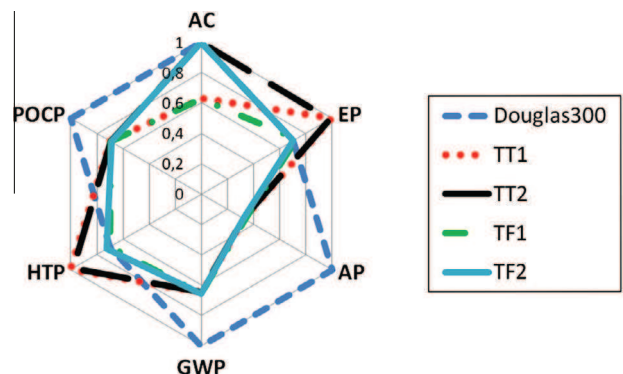 AC
1
0,8
0,6
0,4
0,2
0
POCP
EP
HTP
AP
GWP
Douglas300
TT1
TT2
TF1
TF2